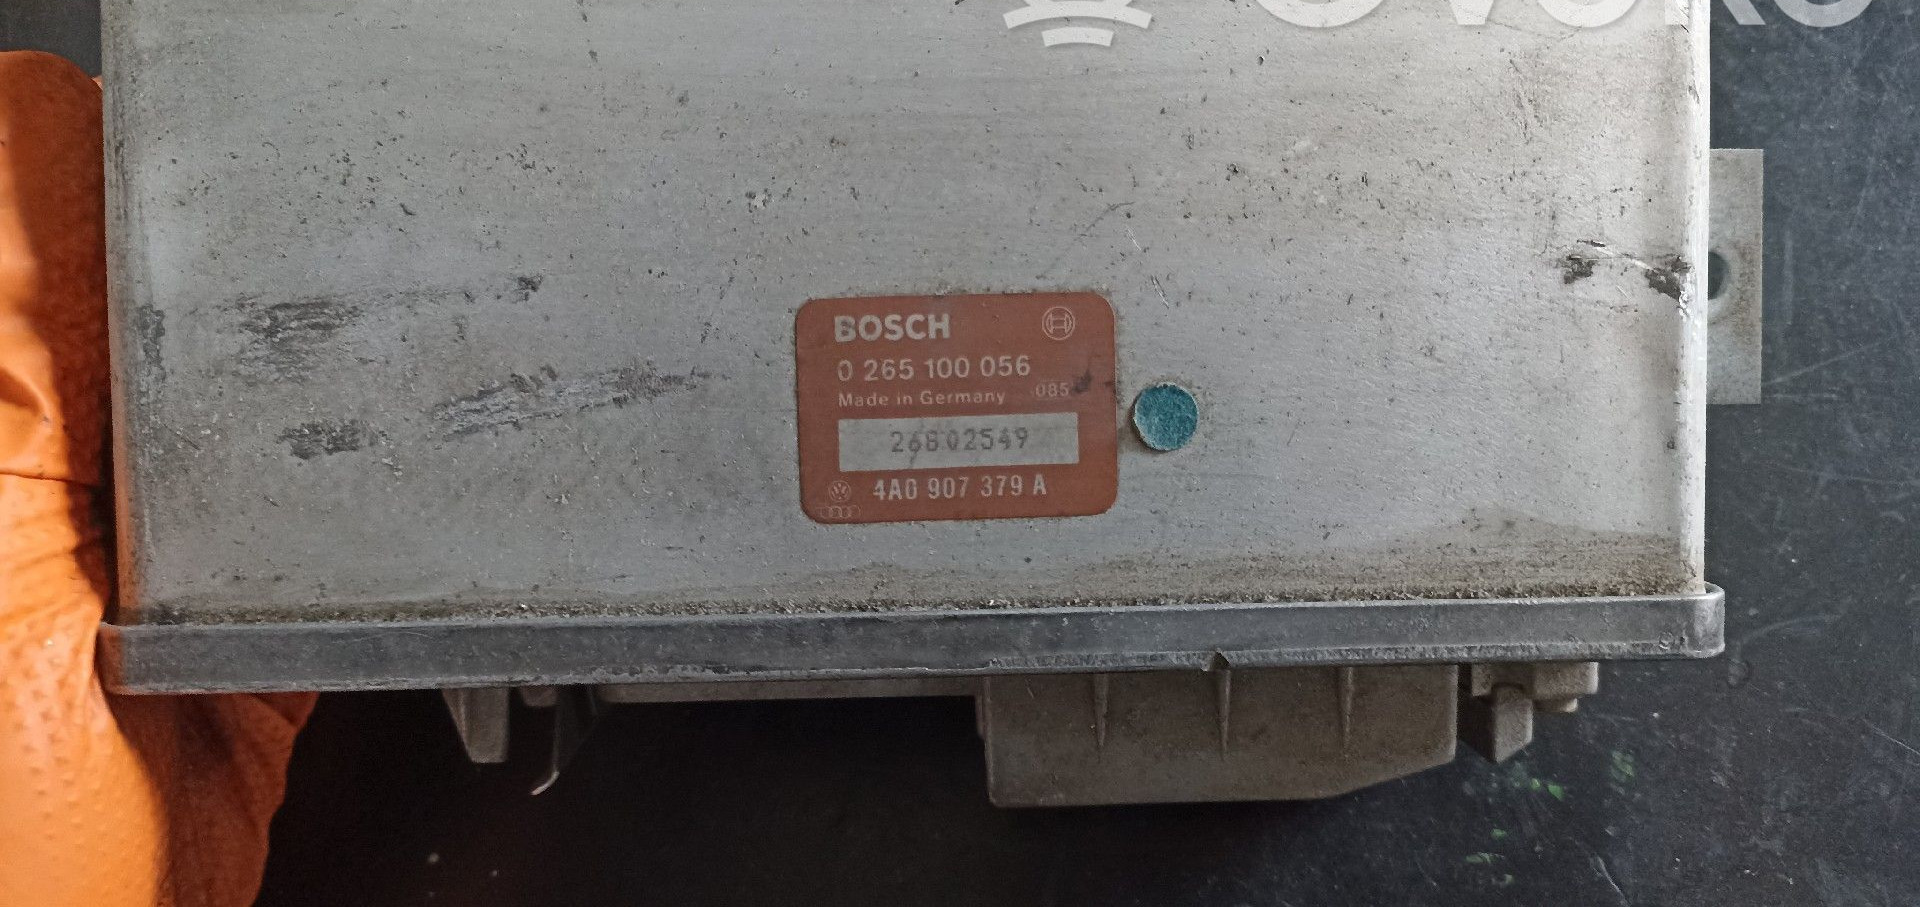 BOSCH
0 265 100 056
Made in Germany 085
26802549
4A0 907 379 A